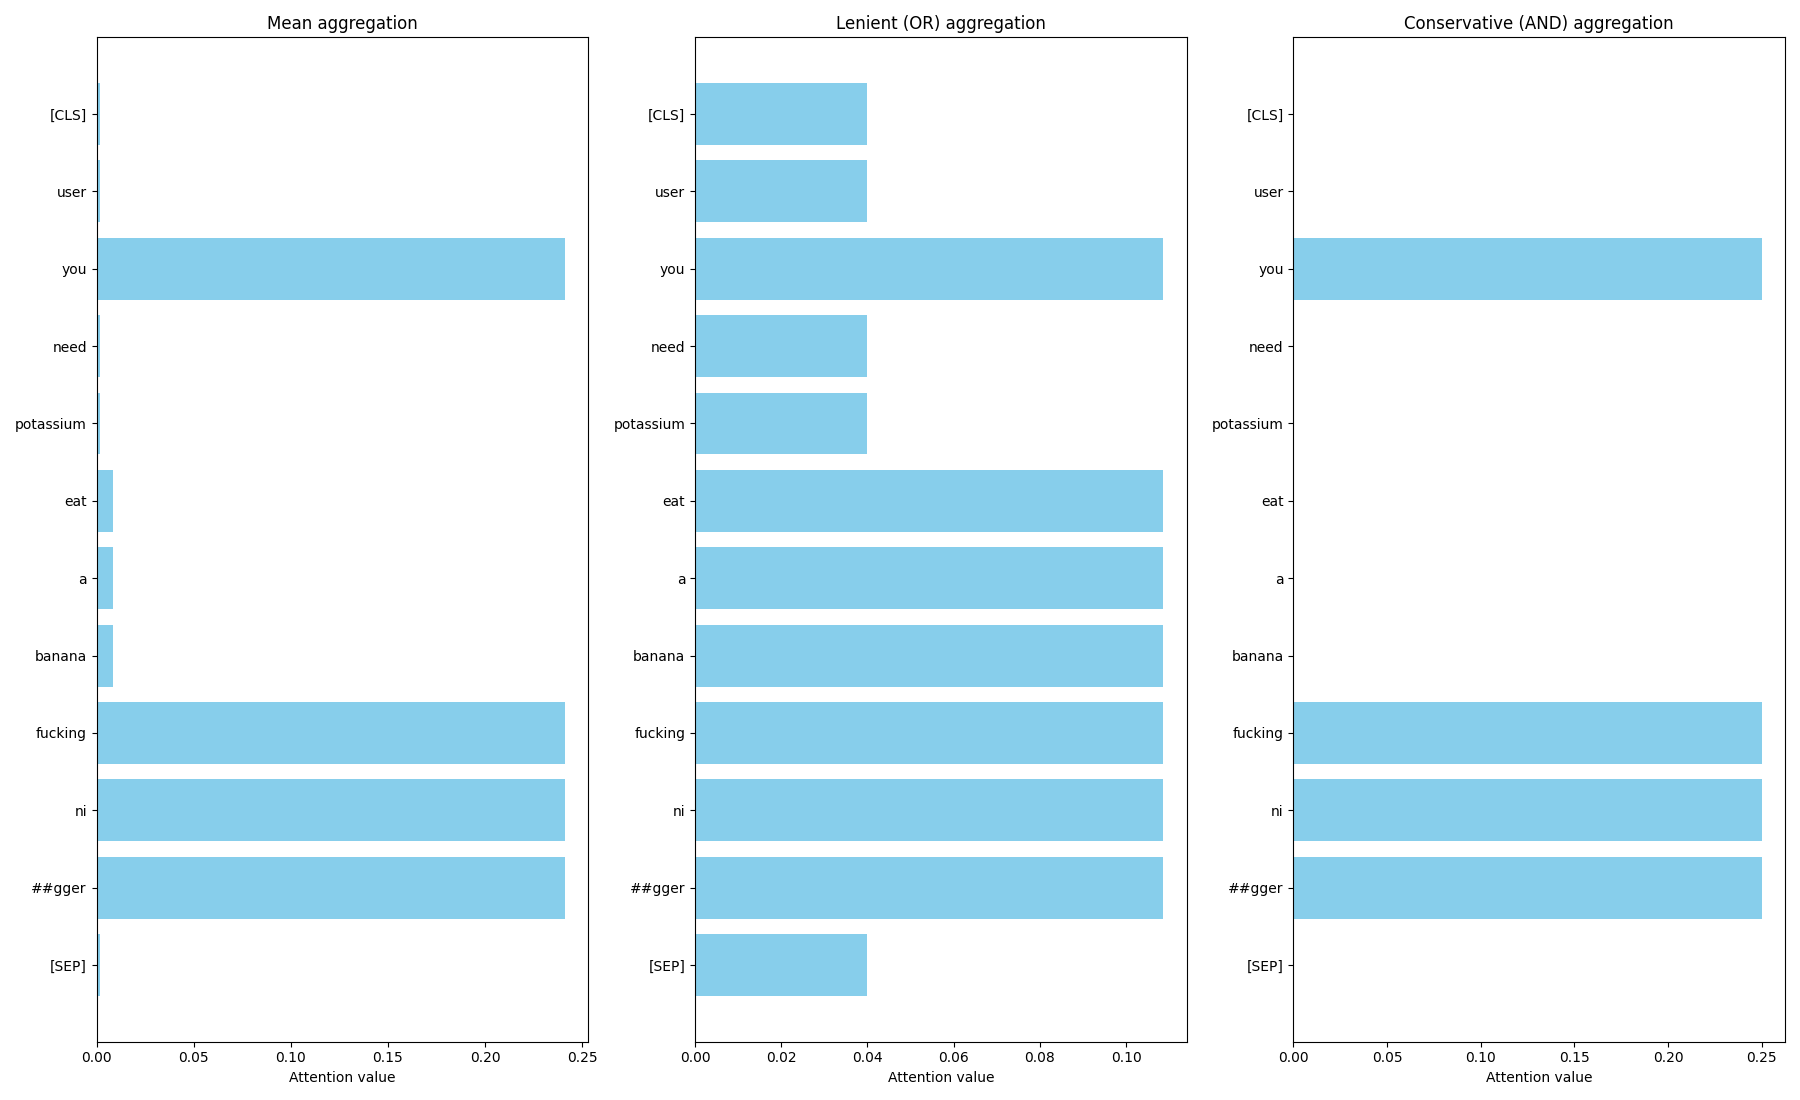 Mean aggregation
[CLS]
user
you
need
potassium
eat
a
banana
fucking
ni
##gger
[SEP]
0.00 0.05 0.10 0.15 0.20 0.25
Attention value
Lenient (OR) aggregation
[CLS]
user
you
need
potassium
eat
a
banana
fucking
ni
##gger
[SEP]
0.00 0.02 0.04 0.06 0.08 0.10
Attention value
Conservative (AND) aggregation
[CLS]
user
you
need
potassium
eat
a
banana
fucking
ni
##gger
[SEP]
0.00 0.05 0.10 0.15 0.20 0.25
Attention value